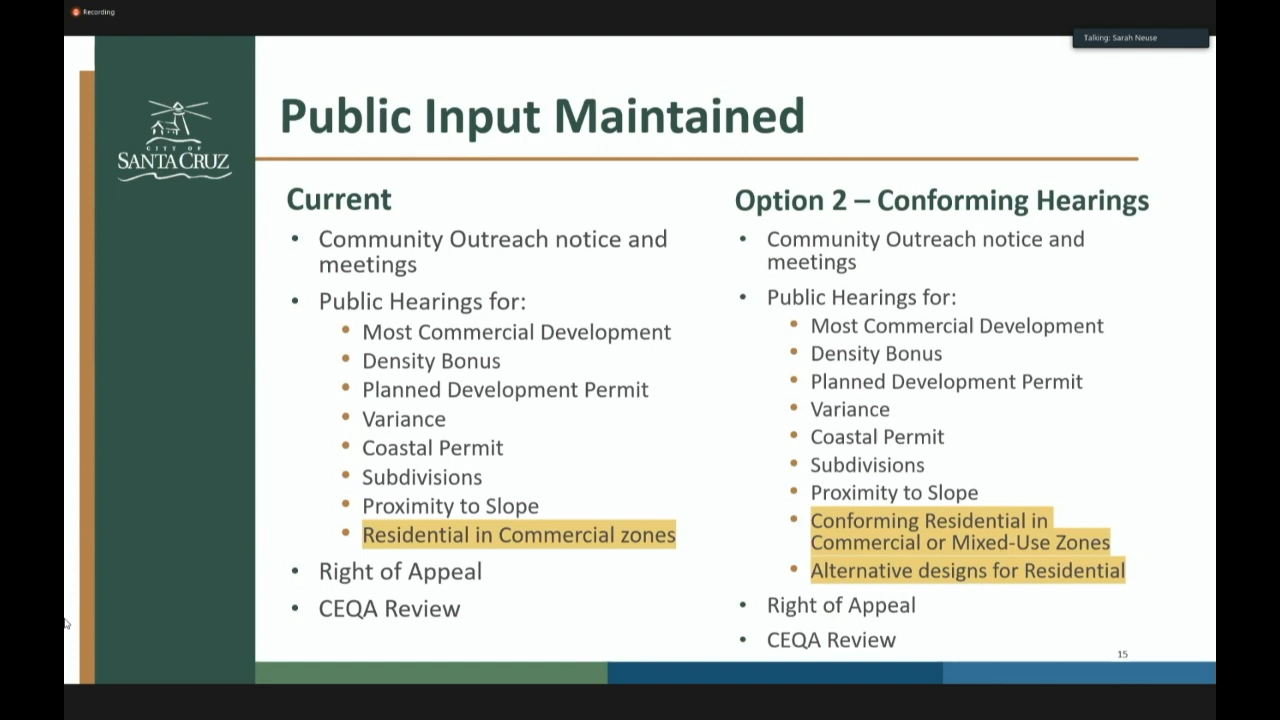 Recording
Talking: Sarah Neuse
CITY OF
SANTA CRUZ
Public Input Maintained
Current
• Community Outreach notice and
meetings
• Public Hearings for:
• Most Commercial Development
• Density Bonus
• Planned Development Permit
• Variance
• Coastal Permit
• Subdivisions
• Proximity to Slope
• Residential in Commercial zones
• Right of Appeal
• CEQA Review
Option 2 – Conforming Hearings
• Community Outreach notice and
meetings
• Public Hearings for:
• Most Commercial Development
• Density Bonus
• Planned Development Permit
• Variance
• Coastal Permit
• Subdivisions
• Proximity to Slope
• Conforming Residential in
Commercial or Mixed-Use Zones
• Alternative designs for Residential
• Right of Appeal
• CEQA Review
15